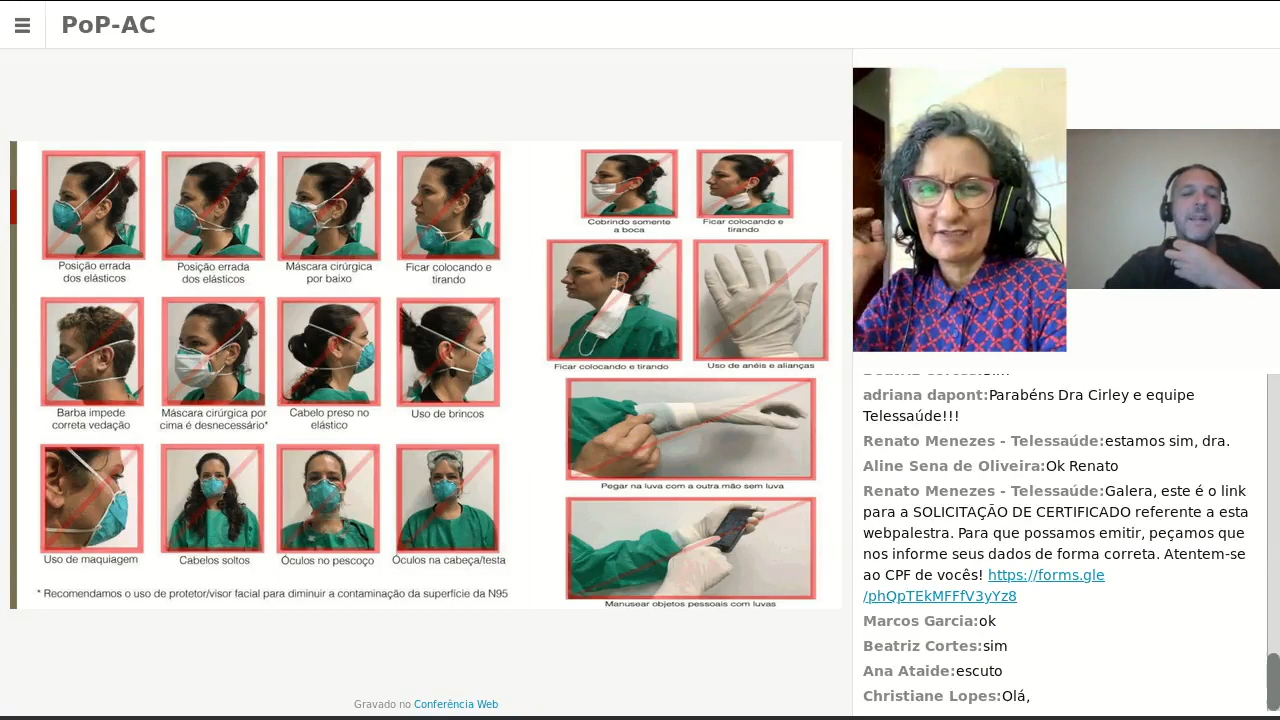 PoP-AC
Posição errada
dos elásticos
Posição errada
dos elásticos
Máscara cirúrgica
por baixo
Ficar colocando e
tirando
Barba impede
correta vedação
Máscara cirúrgica por
cima é desnecessário*
Cabelo preso no
elástico
Uso de brincos
Uso de maquiagem
Cabelos soltos
Óculos no pescoço
Óculos na cabeça/testa
* Recomendamos o uso de protetor/visor facial para diminuir a contaminação da superfície da N95
Cobrindo somente
a boca
Ficar colocando e
tirando
Ficar colocando e tirando
Uso de anéis e alianças
Pegar na luva com a outra mão sem luva
Manusear objetos pessoais com luvas
Gravado no Conferência Web
adriana dapont:Parabéns Dra Cirley e equipe
Telessaúde!!!
Renato Menezes - Telessaúde:estamos sim, dra.
Aline Sena de Oliveira:Ok Renato
Renato Menezes - Telessaúde:Galera, este é o link
para a SOLICITAÇÃO DE CERTIFICADO referente a esta
webpalestra. Para que possamos emitir, peçamos que
nos informe seus dados de forma correta. Atentem-se
ao CPF de vocês! https://forms.gle
/phQpTEkMFFfV3yYz8
Marcos Garcia:ok
Beatriz Cortes:sim
Ana Ataide:escuto
Christiane Lopes:Olá,